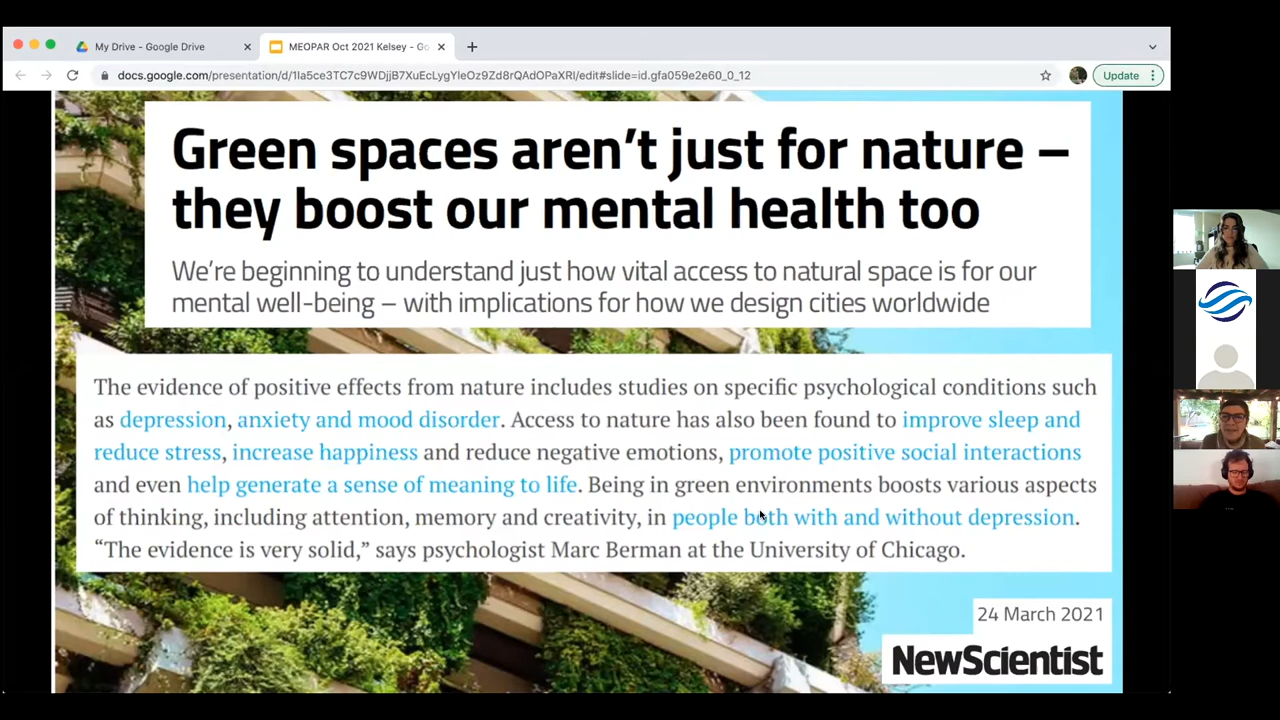 My Drive - Google Drive
MEOPAR Oct 2021 Kelsey - Go
docs.google.com/presentation/d/1Ia5ce3TC7c9WDjjB7XuEcLygYleOz9Zd8rQAdOPaXRI/edit#slide=id.gfa059e2e60_0_12
Update
Green spaces aren’t just for nature –
they boost our mental health too
We’re beginning to understand just how vital access to natural space is for our
mental well-being – with implications for how we design cities worldwide
The evidence of positive effects from nature includes studies on specific psychological conditions such
as depression, anxiety and mood disorder. Access to nature has also been found to improve sleep and
reduce stress, increase happiness and reduce negative emotions, promote positive social interactions
and even help generate a sense of meaning to life. Being in green environments boosts various aspects
of thinking, including attention, memory and creativity, in people both with and without depression.
“The evidence is very solid,” says psychologist Marc Berman at the University of Chicago.
24 March 2021
NewScientist